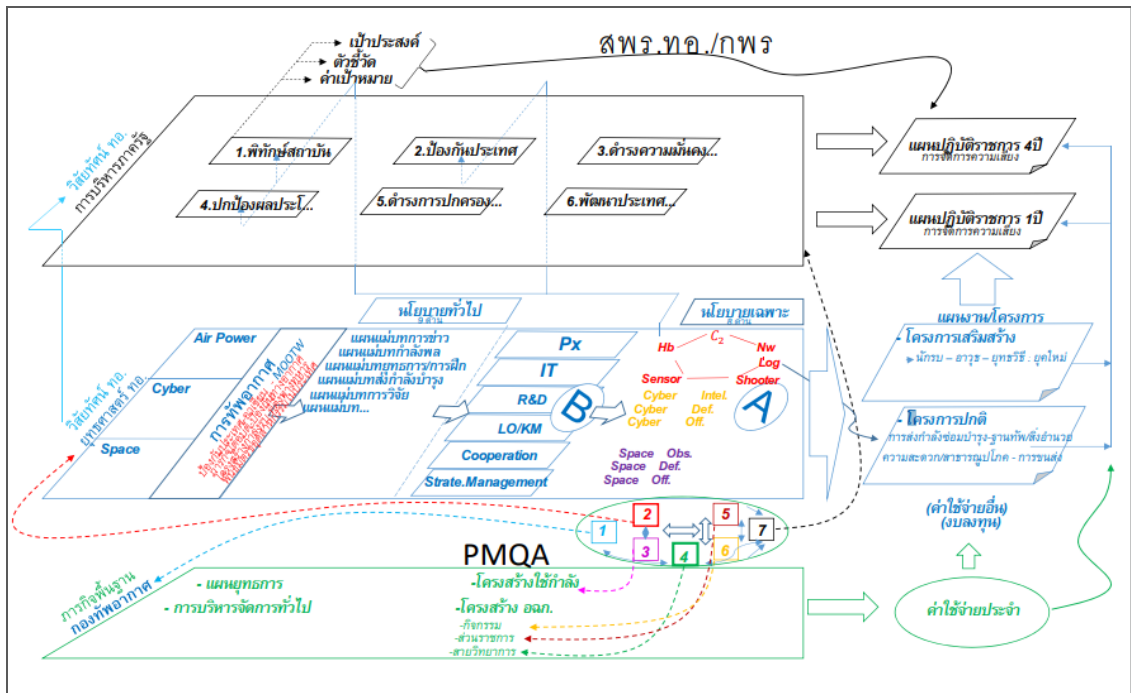 สพร.ทอ./กพร
เป้าประสงค์
ตัวชี้วัด
ค่าเป้าหมาย
วิสัยทัศน์ ทอ.
การบริหารภาครัฐ
1.พิทักษ์สถาบัน
2.ป้องกันประเทศ
3.ดำรงความมั่นคง...
4.ปกป้องผลประโ...
5.ดำรงการปกครอง...
6.พัฒนาประเทศ...
แผนปฏิบัติราชการ 4ปี
การจัดการความเสี่ยง
แผนปฏิบัติราชการ 1ปี
การจัดการความเสี่ยง
วิสัยทัศน์ ทอ.
ยุทธศาสตร์ ทอ.
Air Power
Cyber
Space
การทัพอากาศ
MOOTW
นโยบายทั่วไป
9 ด้าน
แผนแม่บทการข่าว
แผนแม่บทกำลังพล
แผนแม่บทยุทธการ/การฝึก
แผนแม่บทส่งกำลังบำรุง
แผนแม่บทการวิจัย
แผนแม่บท...
Px
IT
R&D
LO/KM
Cooperation
Strate.Management
B
นโยบายเฉพาะ
8 ด้าน
C2
Hb
Nw
Log
Sensor
Shooter
Cyber Intel.
Cyber Def.
Cyber Off.
A
Space Obs.
Space Def.
Space Off.
แผนงาน/โครงการ
- โครงการเสริมสร้าง
นักรบ – อาวุธ – ยุทธวิธี : ยุคใหม่
- โครงการปกติ
การส่งกำลังซ่อมบำรุง-ฐานทัพ/สิ่งอำนวย
ความสะดวก/สาธารณูปโภค - การขนส่ง
(ค่าใช้จ่ายอื่น)
(งบลงทุน)
PMQA
1
2
3
4
5
6
7
ภารกิจพื้นฐาน
กองทัพอากาศ
- แผนยุทธการ
- การบริหารจัดการทั่วไป
-โครงสร้างใช้กำลัง
-โครงสร้าง อฉก.
-กิจกรรม
-ส่วนราชการ
-สายวิทยาการ
ค่าใช้จ่ายประจำ